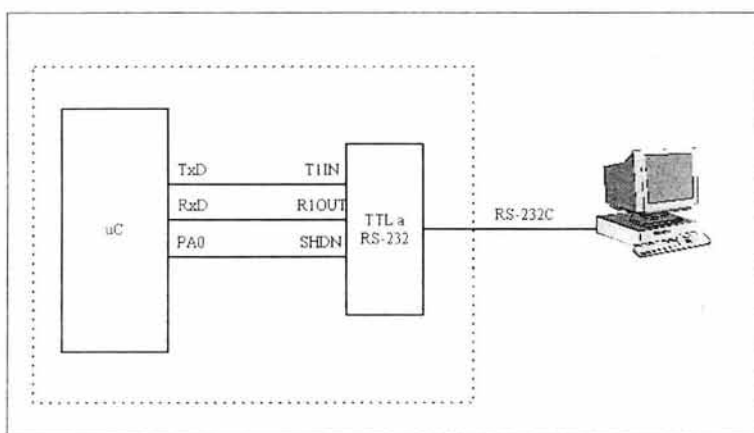 TxD T1IN
RxD R1OUT
uC
PA0 SHDN
TTL a
RS-232
RS-232C